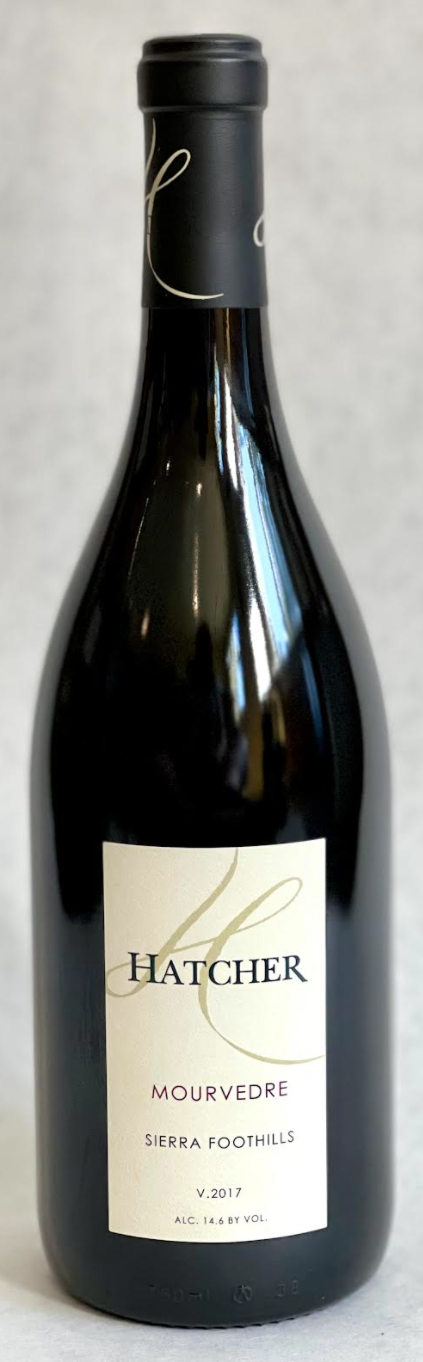 H
H
HATCHER
MOURVEDRE
SIERRA FOOTHILLS
V.2017
ALC. 14.6 BY VOL.